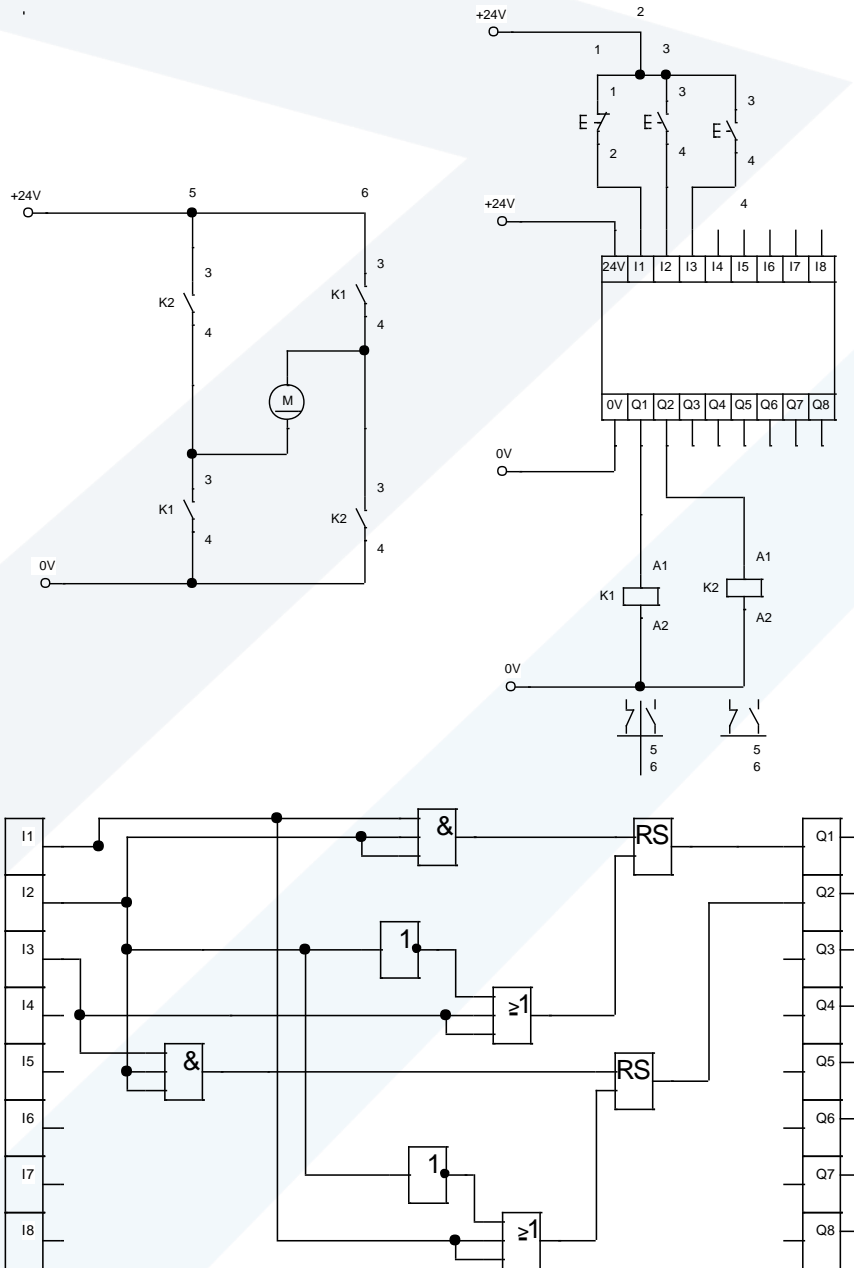 +24V
2
1
3
1
3
3
E
E
E
2
4
4
+24V
5
6
+24V
4
3
3
K2
K1
4
4
24V I1 I2 I3 I4 I5 I6 I7 I8
M
0V Q1 Q2 Q3 Q4 Q5 Q6 Q7 Q8
0V
3
3
K1
K2
4
4
0V
A1
A1
K1
K2
A2
A2
0V
5
5
6
6
I1
&
RS
Q1
I2
Q2
I3
1
Q3
I4
≥1
Q4
I5
&
RS
Q5
I6
Q6
I7
1
Q7
I8
≥1
Q8